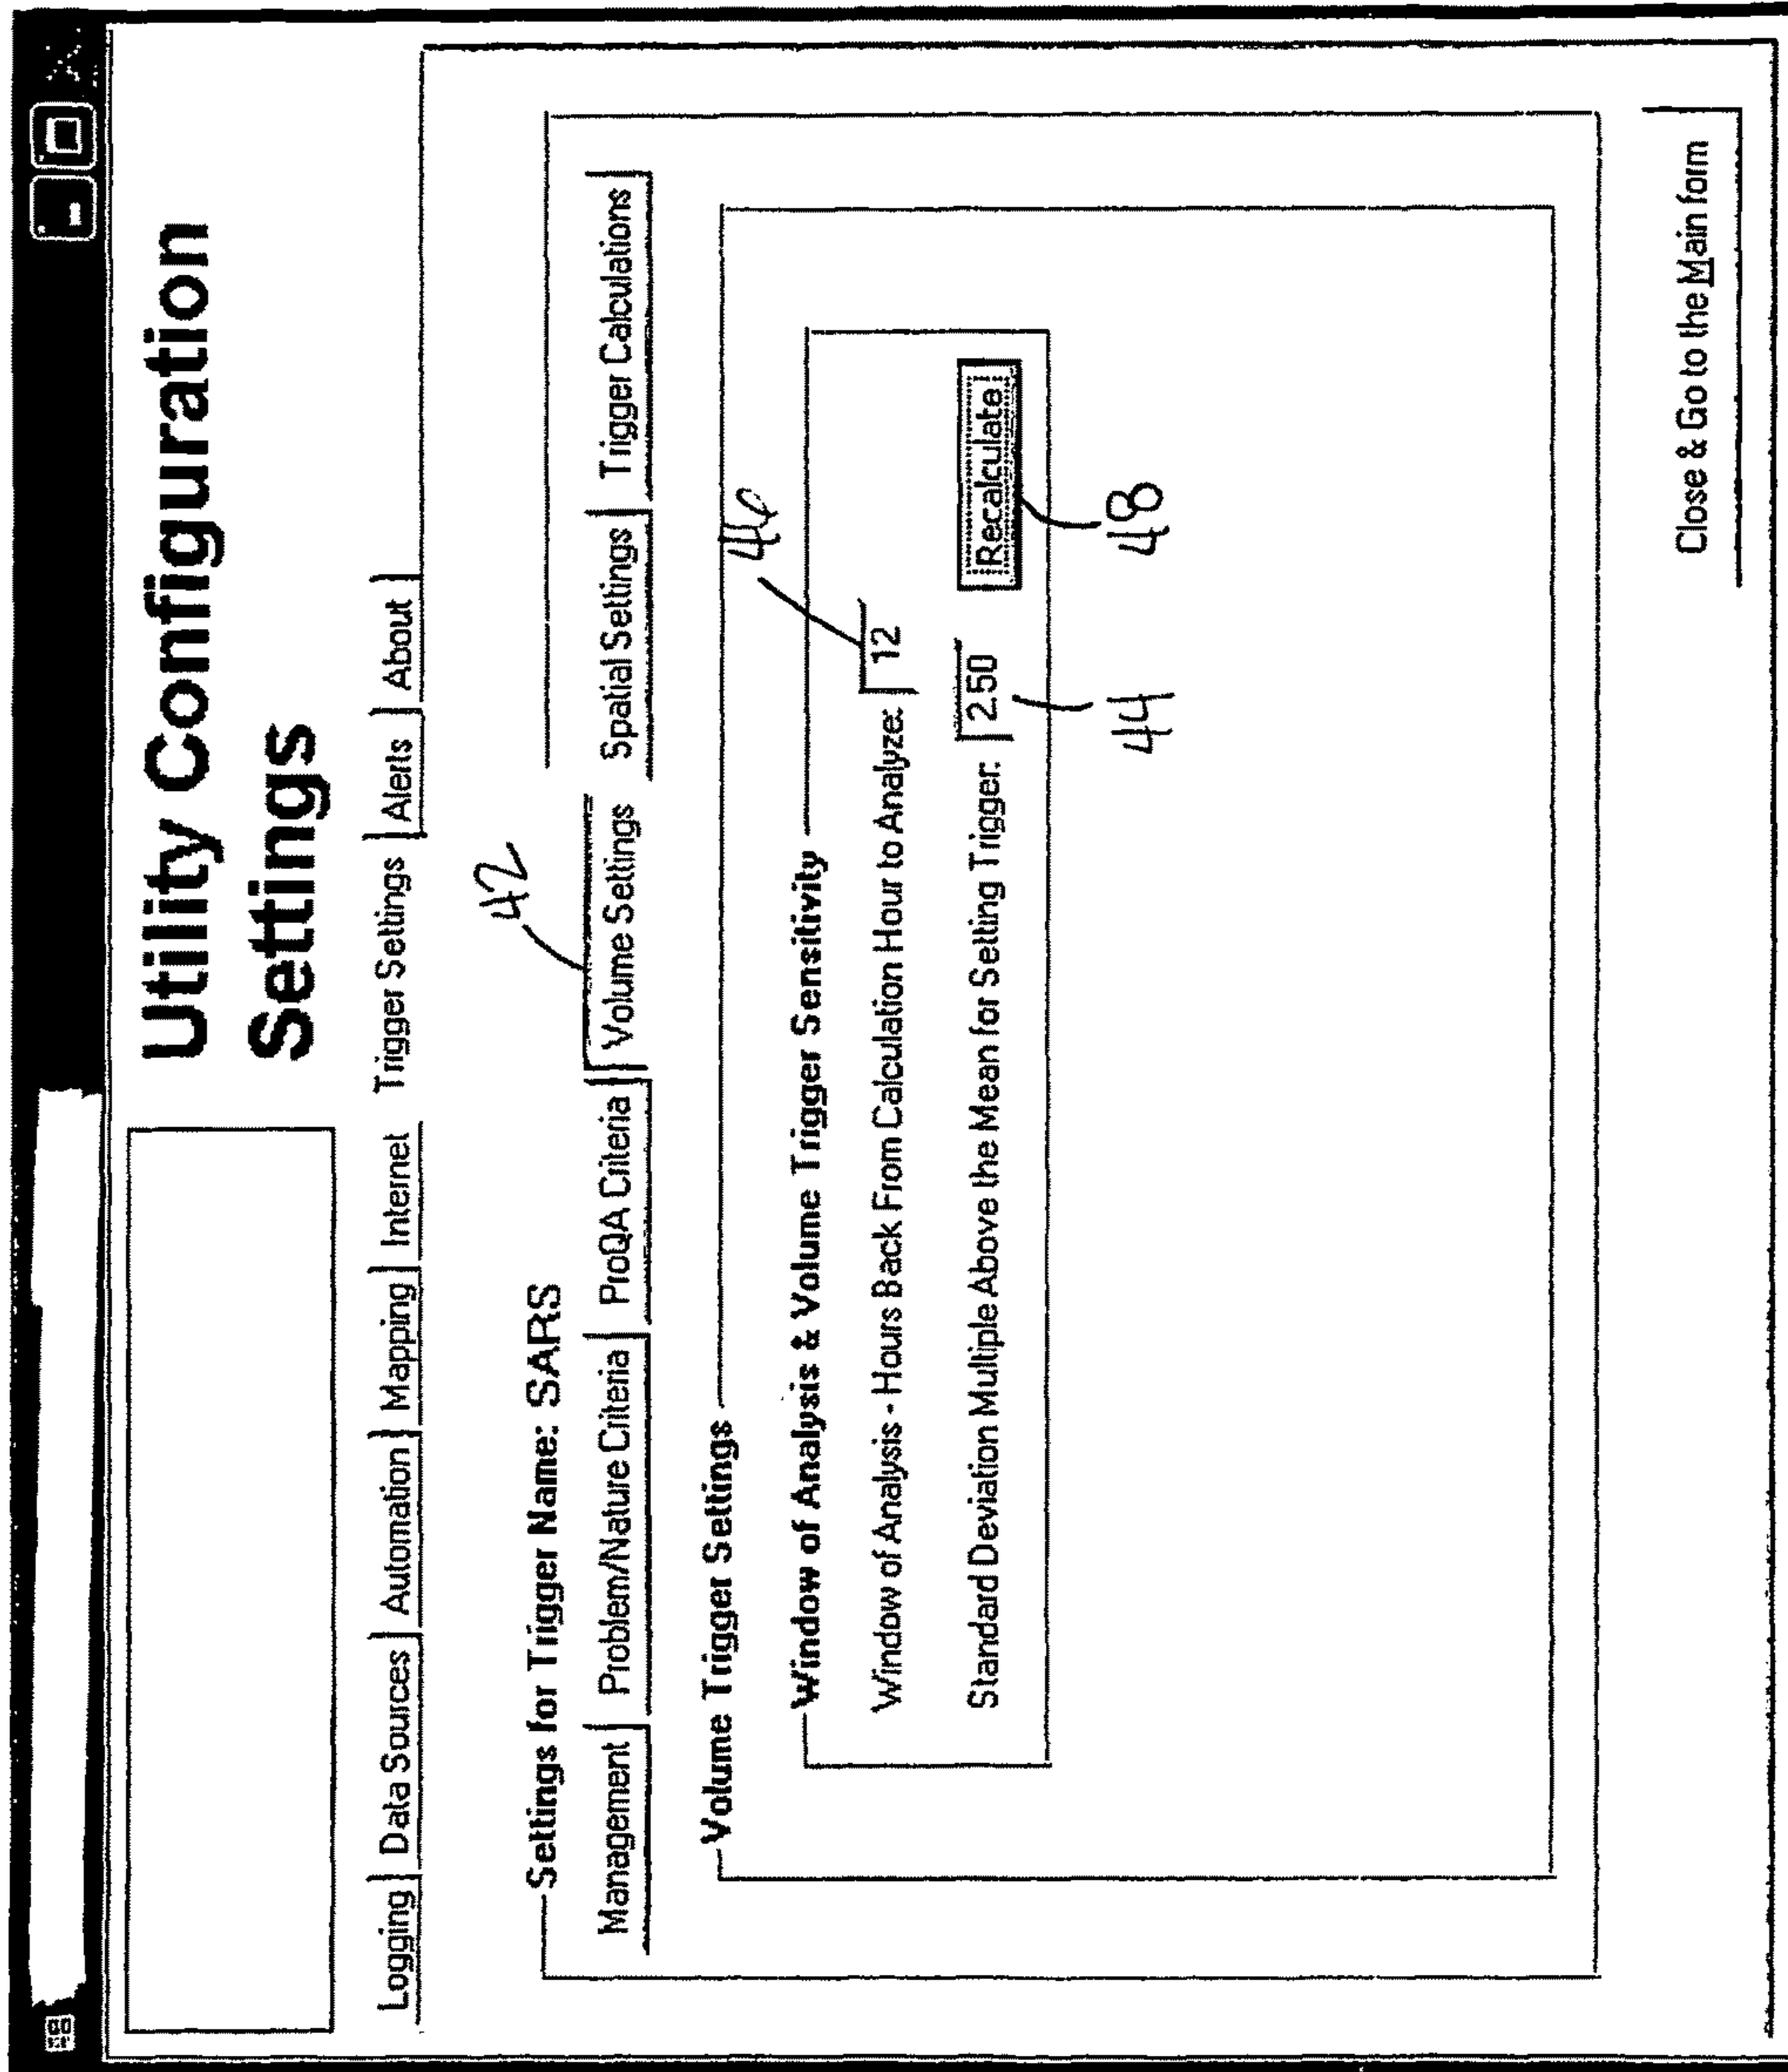 Utility Configuration
Settings
Logging Data Sources Automation Mapping Internet Trigger Settings Alerts About
42
Settings for Trigger Name: SARS
Management Problem/Nature Criteria ProQA Criteria Volume Settings Spatial Settings Trigger Calculations
Volume Trigger Settings
46
Window of Analysis & Volume Trigger Sensitivity
Window of Analysis - Hours Back From Calculation Hour to Analyze: 12
Standard Deviation Multiple Above the Mean for Setting Trigger: 2.50 Recalculate
44 48
Close & Go to the Main form